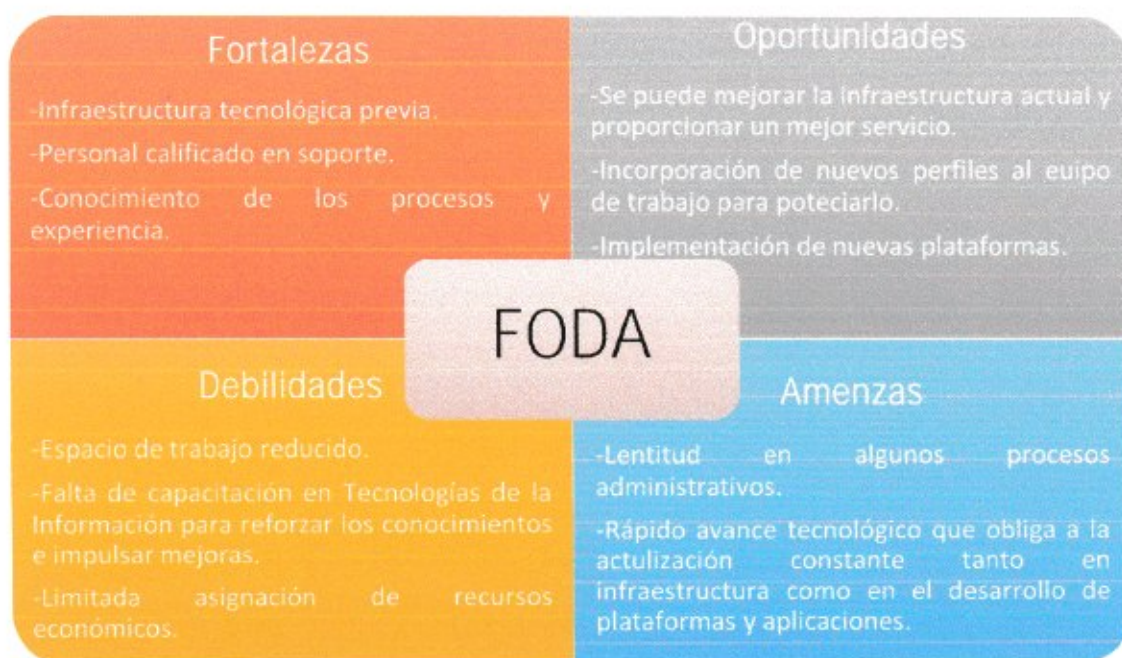 Fortalezas
-Infraestructura tecnológica previa.
-Personal calificado en soporte.
-Conocimiento de los procesos y
experiencia.
Oportunidades
-Se puede mejorar la infraestructura actual y
proporcionar un mejor servicio.
-Incorporación de nuevos perfiles al euipo
de trabajo para poteciarlo.
-Implementación de nuevas plataformas.
FODA
Debilidades
-Espacio de trabajo reducido.
-Falta de capacitación en Tecnologías de la
Información para reforzar los conocimientos
e impulsar mejoras.
-Limitada asignación de recursos
económicos.
Amenzas
-Lentitud en algunos procesos
administrativos.
-Rápido avance tecnológico que obliga a la
actulización constante tanto en
infraestructura como en el desarrollo de
plataformas y aplicaciones.